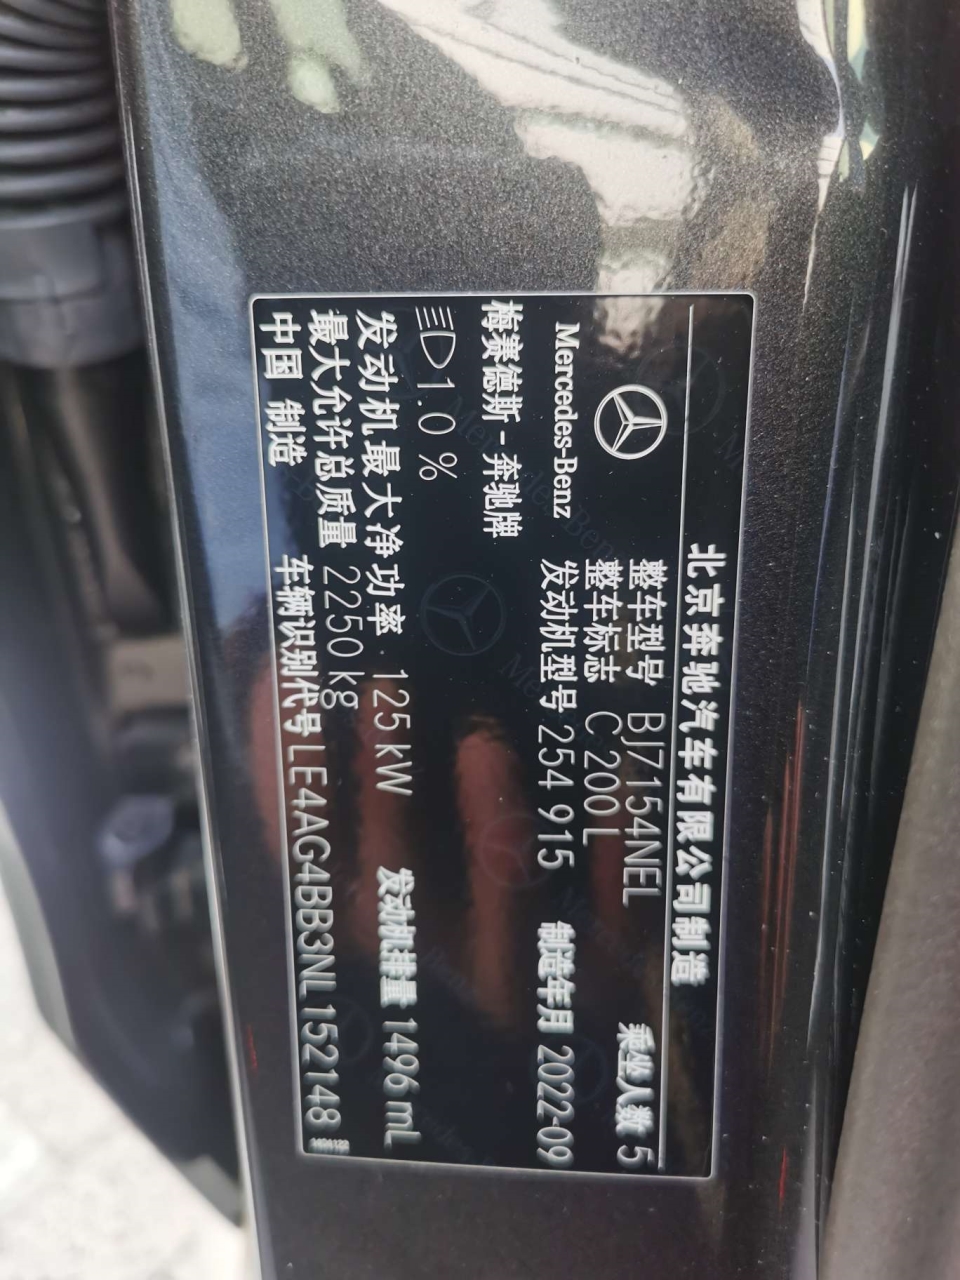 北京奔驰汽车有限公司制造
Mercedes-Benz
整车型号 BJ7154NEL 乘坐人数 5
整车标志 C 200 L
发动机型号 254 915 制造年月 2022-09
梅赛德斯-奔驰牌
1.0 %
发动机最大净功率 125 kW 发动机排量 1496 mL
最大允许总质量 2250 kg
中国 制造 车辆识别代号 LE4AG4BB3NL152148